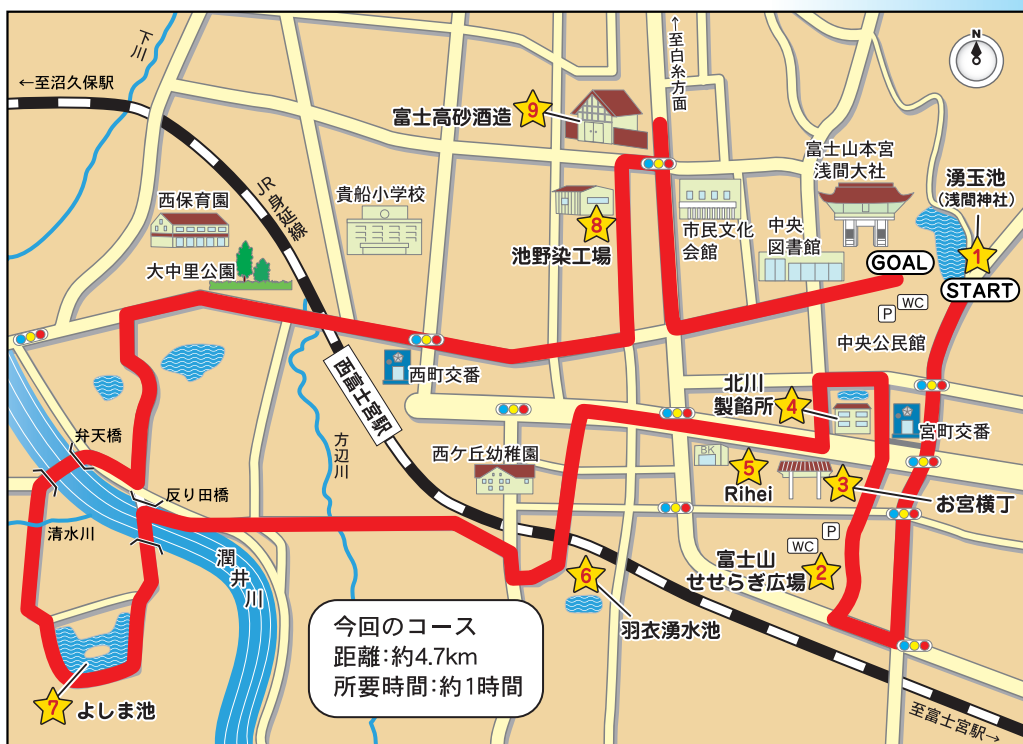 N
下川
←至沼久保駅
←至白糸方面
富士高砂酒造
9
富士山本宮
浅間大社
湧玉池
(浅間神社)
1
START
GOAL
P
WC
西保育園
JR身延線
貴船小学校
大中里公園
8
池野染工場
市民文化
会館
中央
図書館
中央公民館
西町交番
西富士宮駅
北川
製餡所
4
宮町交番
弁天橋
方辺川
西ケ丘幼稚園
BK
5
Rihei
3
お宮横丁
反り田橋
清水川
潤井川
P
WC
富士山
せせらぎ広場
2
6
羽衣湧水池
今回のコース
距離:約4.7km
所要時間:約1時間
7
よしま池
至富士宮駅→